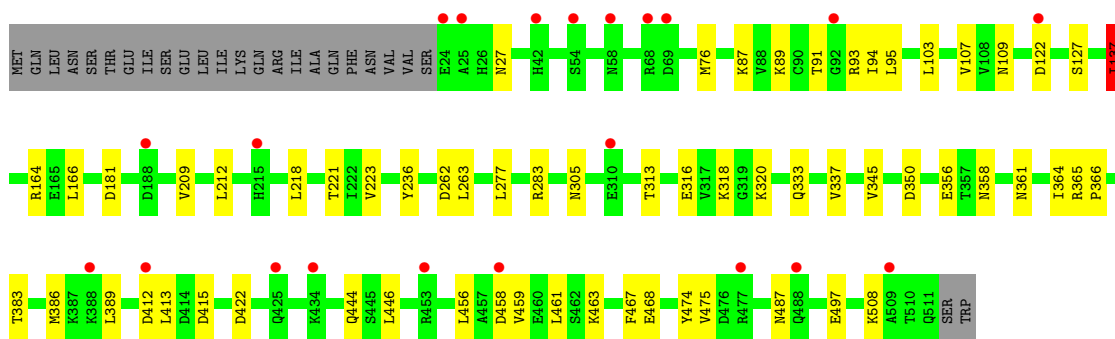 MET GLN LEU ASN SER THR GLU ILE SER GLU LEU ILE LYS GLN ARG ILE ALA GLN PHE ASN VAL VAL SER E24 A25 H26 N27 H42 S54 N58 R68 D69 M76 K87 V88 K89 C90 T91 G92 R93 I94 L95 L103 V107 V108 N109 D122 S127
R164 E165 L166 D181 D188 V209 L212 H215 L218 T221 I222 V223 Y236 D262 L263 L277 R283 N305 E310 T313 E316 V317 K318 G319 K320 Q333 V337 V345 D350 E356 T357 N358 N361 I364 R365 P366
T383 M386 K387 K388 L389 D412 L413 D414 D415 D422 Q425 K434 Q444 S445 L446 R453 L456 A457 D458 V459 E460 L461 S462 K463 F467 E468 Y474 V475 D476 R477 N487 Q488 E497 K508 A509 T510 Q511 SER TRP